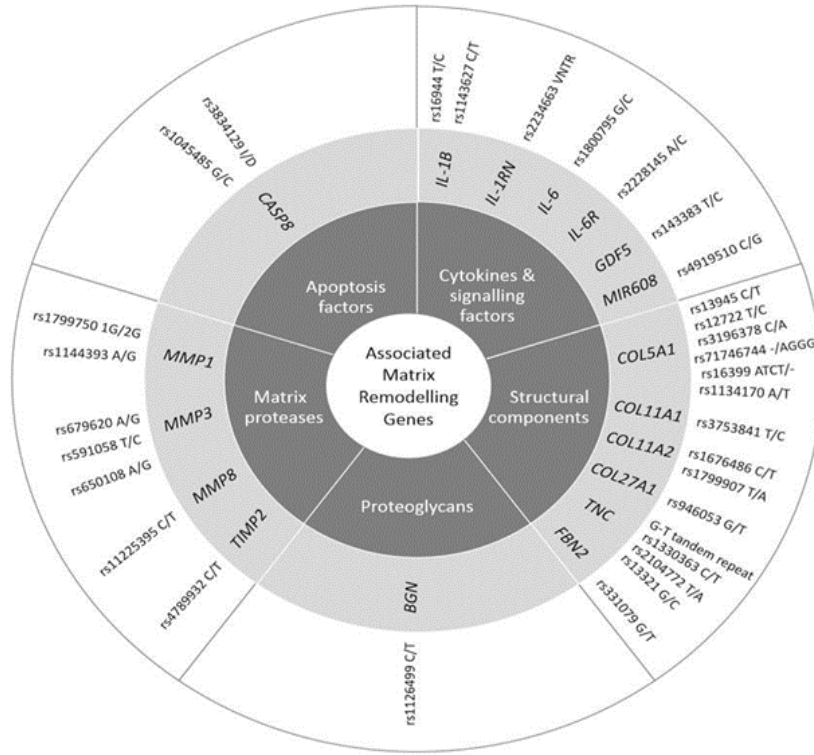 Associated
Matrix
Remodelling
Genes
Apoptosis
factors
Cytokines &
signalling
factors
Structural
components
Proteoglycans
Matrix
proteases
CASP8
rs1045485 G/C
rs3834129 I/D
IL-1B
rs16944 T/C
rs1143627 C/T
IL-1RN
rs2234663 VNTR
IL-6
rs1800795 G/C
IL-6R
rs2228145 A/C
GDF5
rs143383 T/C
MIR608
rs4919510 C/G
COL5A1
rs13945 C/T
rs12722 T/C
rs3196378 C/A
rs71746744 -/AGGG
rs16399 ATCT/-
rs1134170 A/T
COL11A1
rs3753841 T/C
COL11A2
rs1676486 C/T
rs1799907 T/A
COL27A1
rs946053 G/T
TNC
G-T tandem repeat
rs1330363 C/T
rs2104772 T/A
rs13321 G/C
FBN2
rs331079 G/T
BGN
rs1126499 C/T
TIMP2
rs4789932 C/T
MMP8
rs11225395 C/T
MMP3
rs679620 A/G
rs591058 T/C
rs650108 A/G
MMP1
rs1799750 1G/2G
rs1144393 A/G